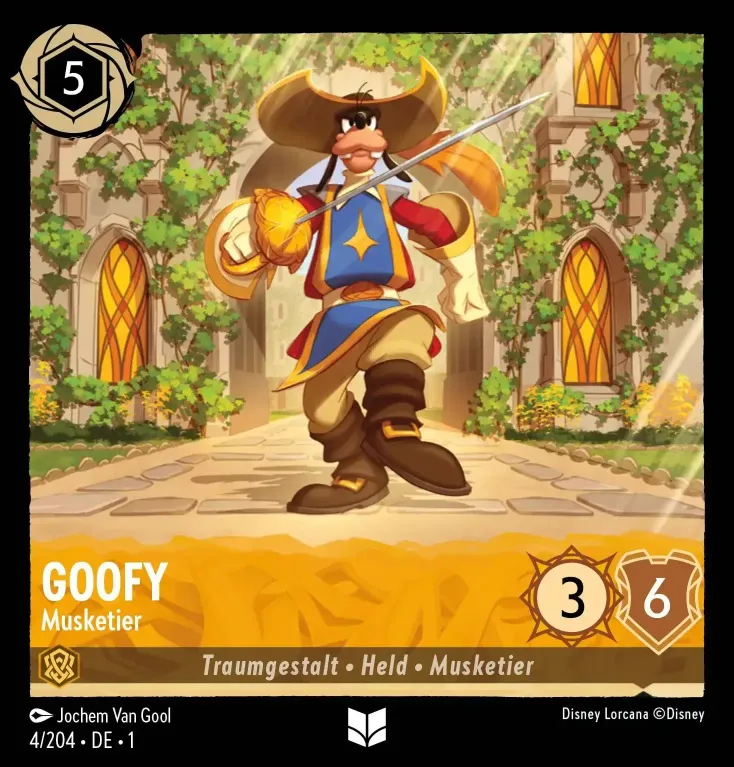 5
GOOFY
Musketier
3
6
Traumgestalt • Held • Musketier
Jochem Van Gool
Disney Lorcana ©Disney
4/204 • DE • 1